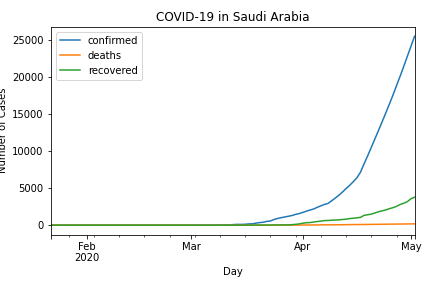 COVID-19 in Saudi Arabia
confirmed
deaths
recovered
25000
20000
15000
10000
5000
0
Number of Cases
Feb
2020
Mar
Apr
May
Day